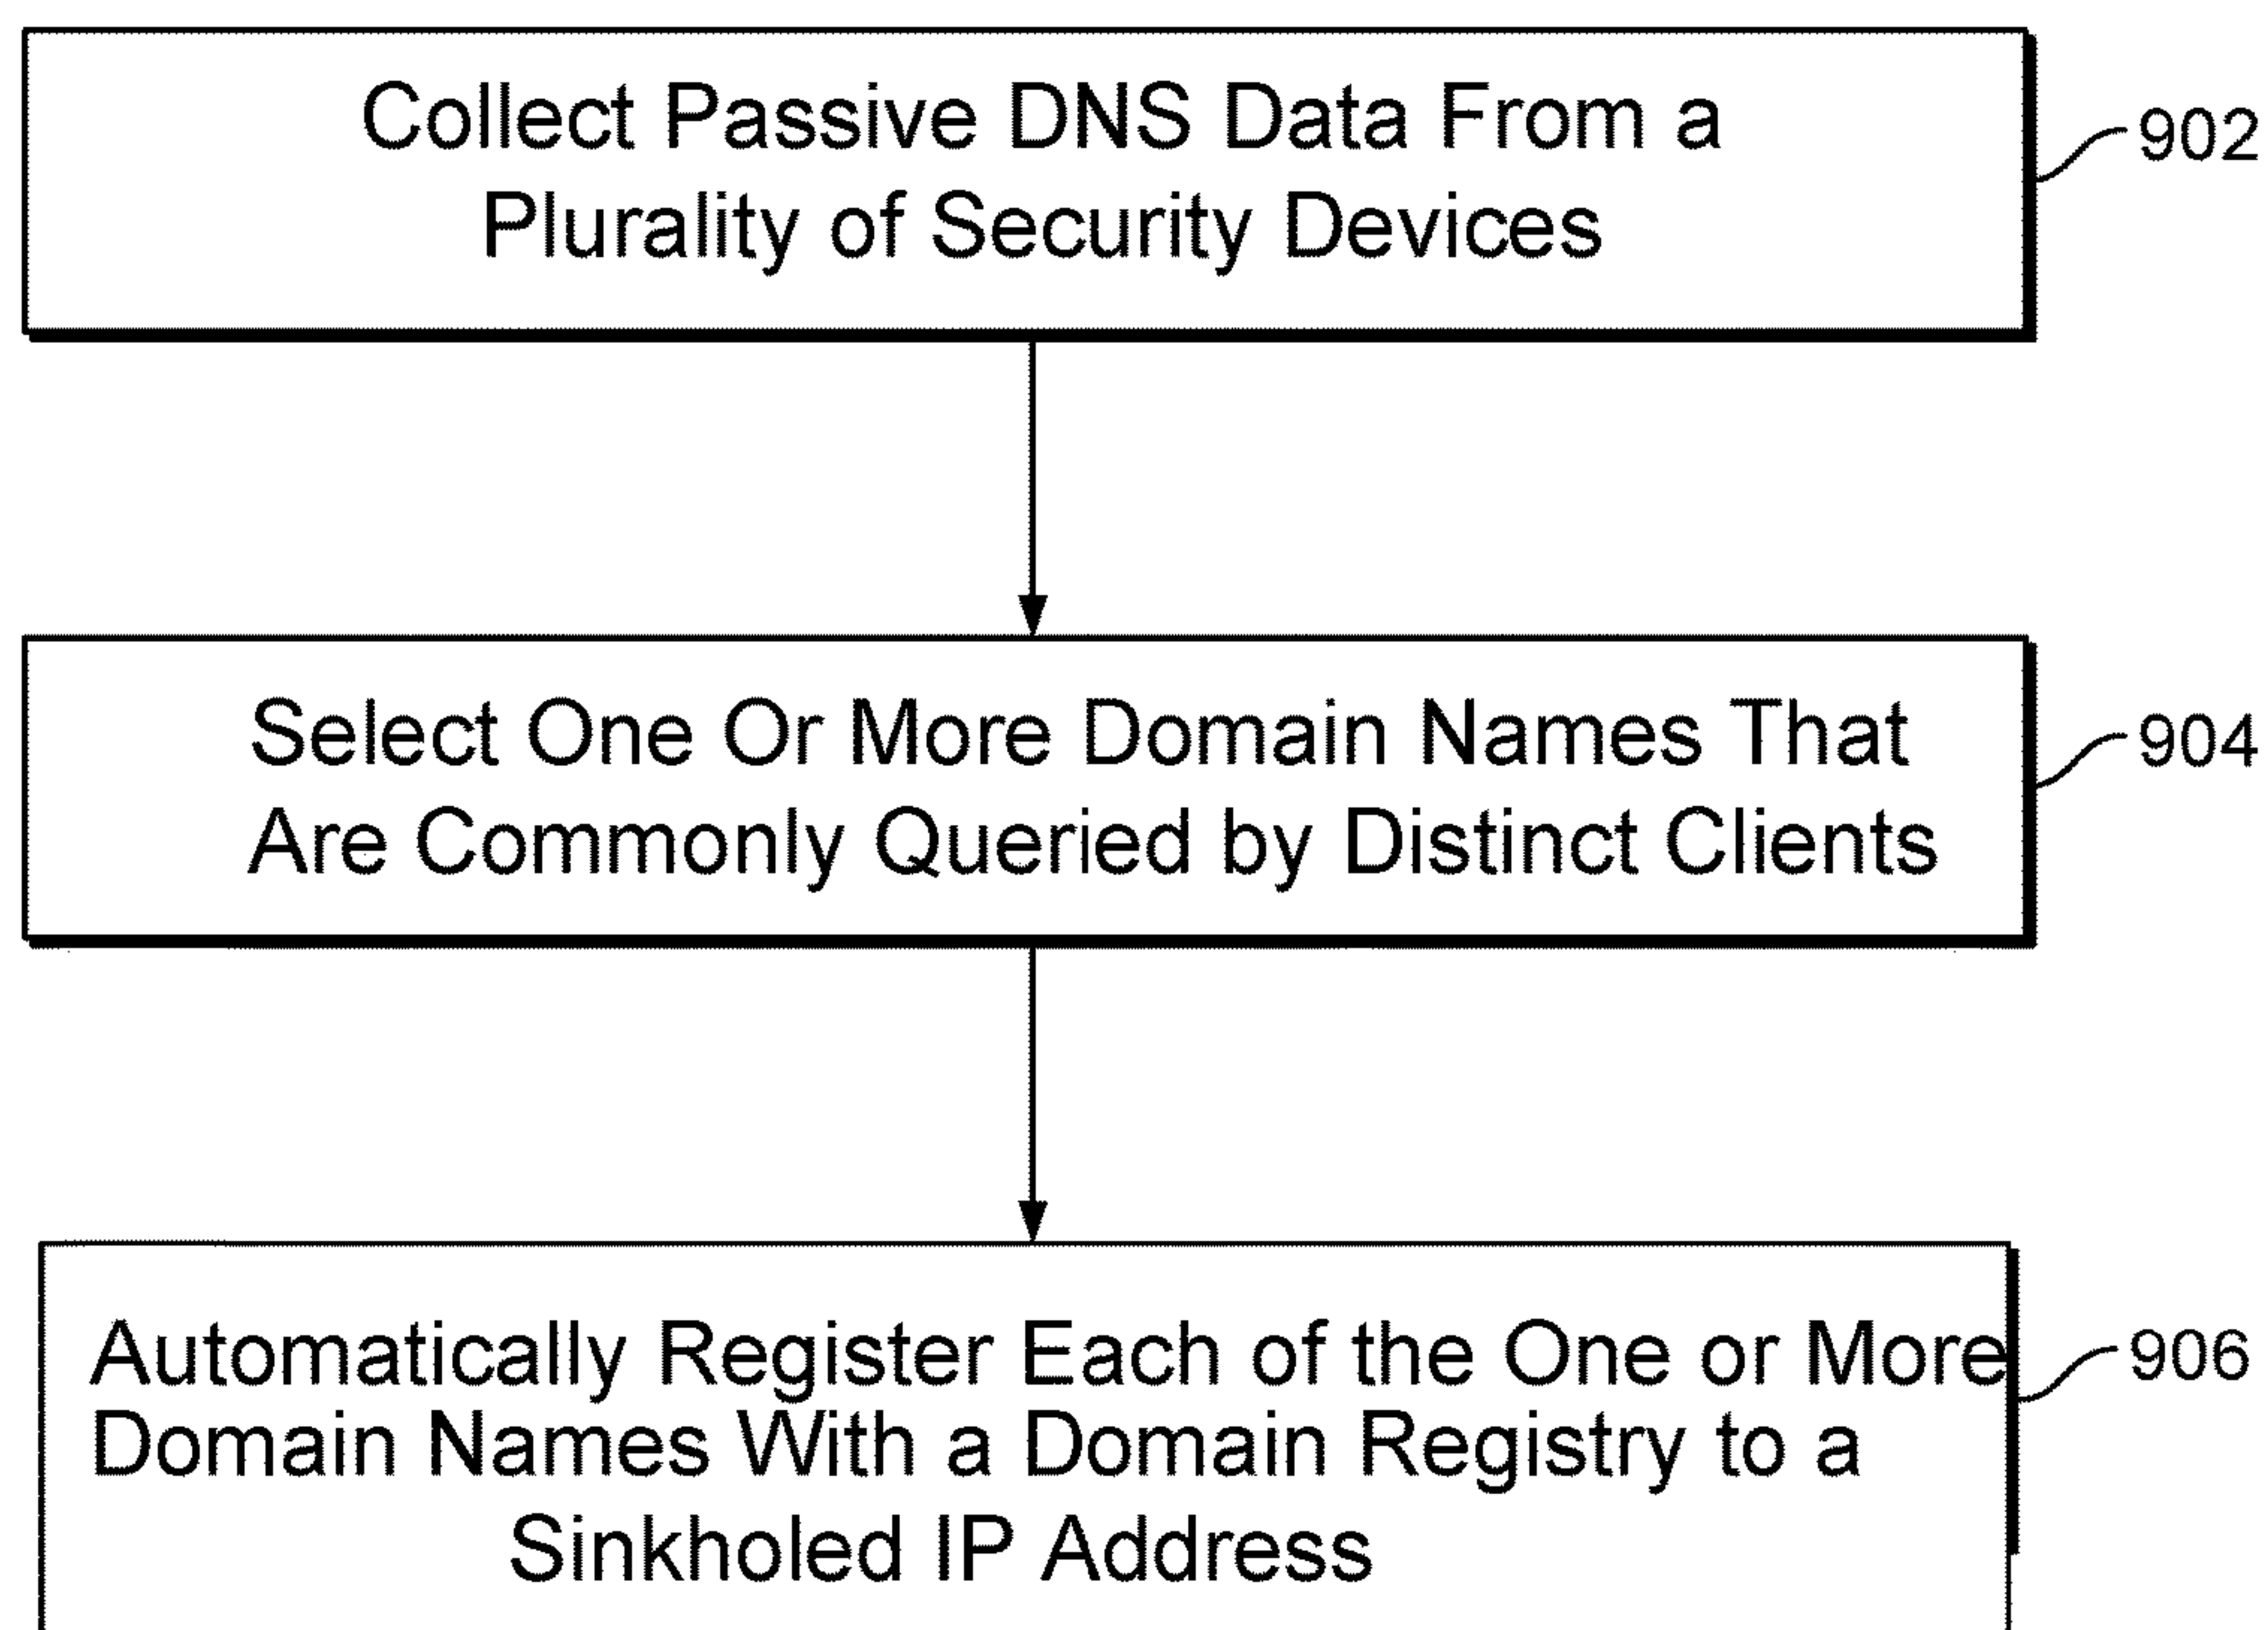 Collect Passive DNS Data From a
Plurality of Security Devices
902
Select One Or More Domain Names That
Are Commonly Queried by Distinct Clients
904
Automatically Register Each of the One or More
Domain Names With a Domain Registry to a
Sinkholed IP Address
906